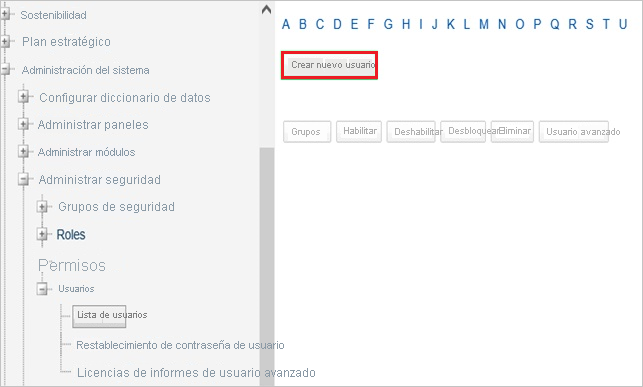 Sostenibilidad
Plan estratégico
Administración del sistema
Configurar diccionario de datos
Administrar paneles
Administrar módulos
Administrar seguridad
Grupos de seguridad
Roles
Permisos
Usuarios
Lista de usuarios
Restablecimiento de contraseña de usuario
Licencias de informes de usuario avanzado
A B C D E F G H I J K L M N O P Q R S T U
Crear nuevo usuario
Grupos Habilitar Deshabilitar Desbloquear Eliminar Usuario avanzado